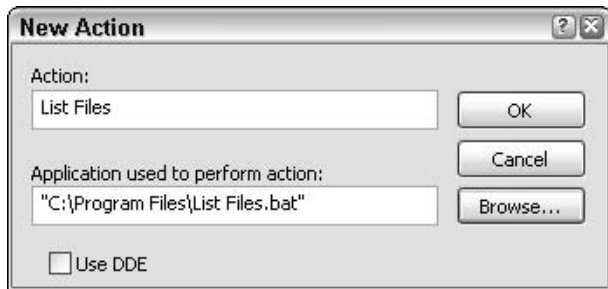 New Action
Action:
List Files
OK
Cancel
Application used to perform action:
"C:\Program Files\List Files.bat"
Browse...
Use DDE